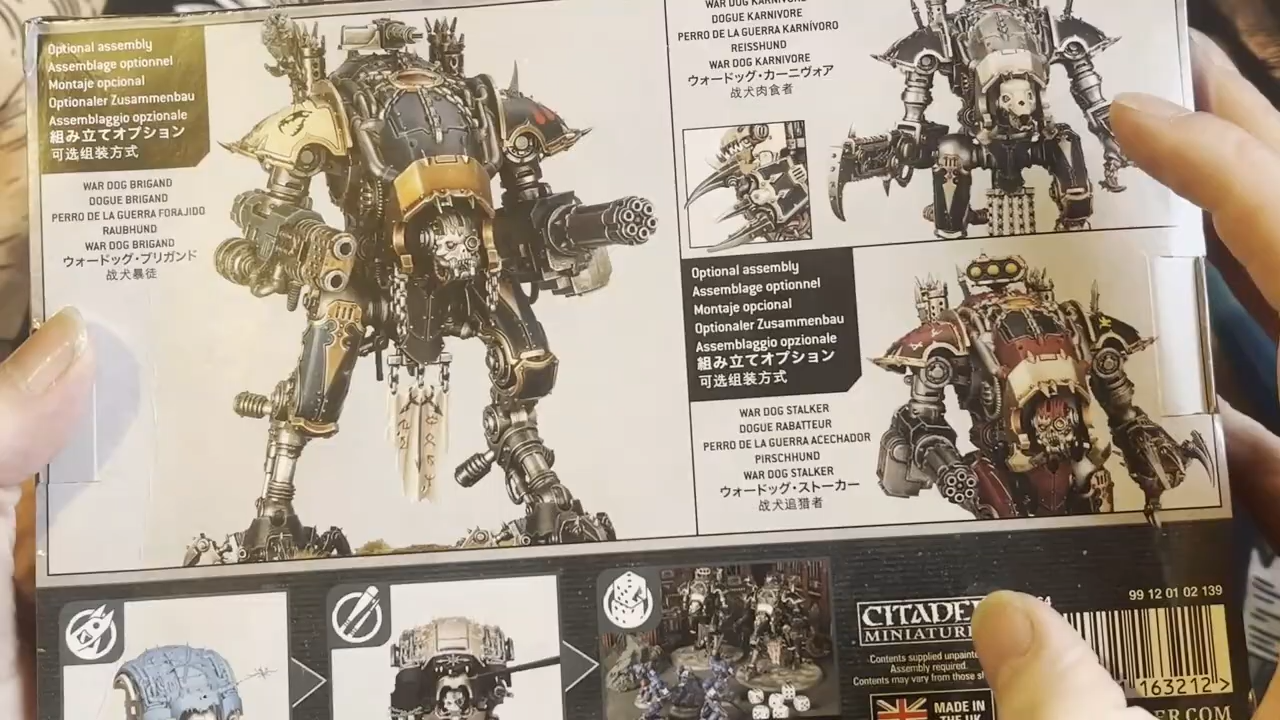 Optional assembly
Assemblage optionnel
Montaje opcional
Optionaler Zusammenbau
Assemblaggio opzionale
組み立てオプション
可选组装方式
WAR DOG BRIGAND
DOGUE BRIGAND
PERRO DE LA GUERRA FORAJIDO
RAUBHUND
WAR DOG BRIGAND
ウォードッグ・ブリガンド
战犬暴徒
WAR DOG KARNIVORE
DOGUE KARNIVORE
PERRO DE LA GUERRA KARNÍVORO
REISSHUND
WAR DOG KARNIVORE
ウォードッグ・カーニヴォア
战犬肉食者
Optional assembly
Assemblage optionnel
Montaje opcional
Optionaler Zusammenbau
Assemblaggio opzionale
組み立てオプション
可选组装方式
WAR DOG STALKER
DOGUE RABATTEUR
PERRO DE LA GUERRA ACECHADOR
PIRSCHHUND
WAR DOG STALKER
ウォードッグ・ストーカー
战犬追猎者
99 12 01 02 139
Contents supplied
Assembly required.
Contents may vary from those
163212 >
MADE IN
THE UK